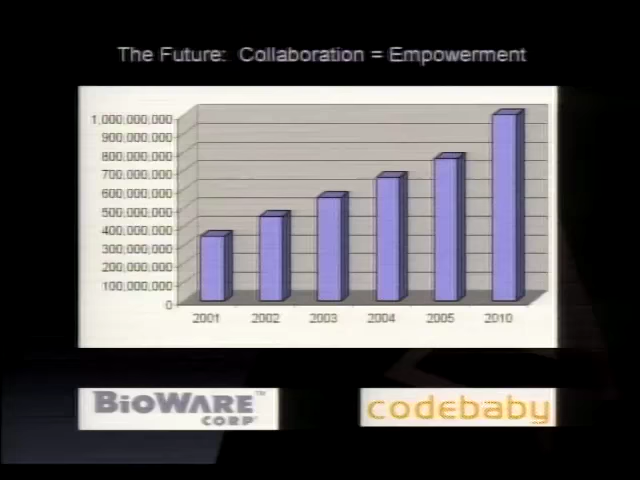 The Future: Collaboration = Empowerment
1,000,000,000
900,000,000
800,000,000
700,000,000
600,000,000
500,000,000
400,000,000
300,000,000
200,000,000
100,000,000
0
2001 2002 2003 2004 2005 2010
BIOWARE™
CORP
codebaby